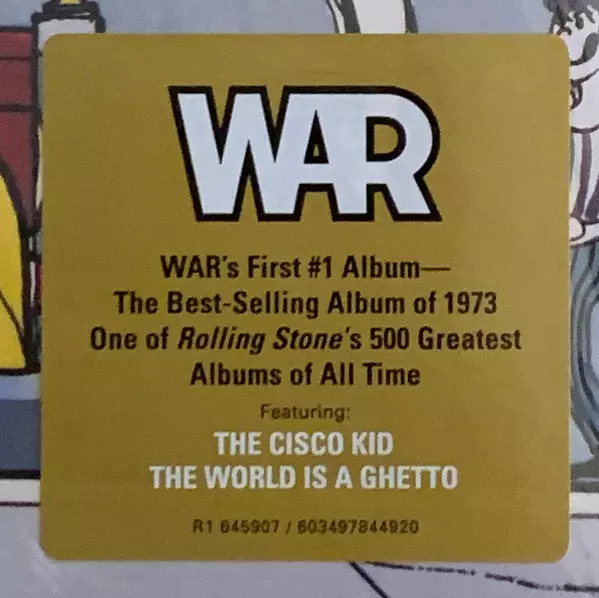 WAR
WAR's First #1 Album—
The Best-Selling Album of 1973
One of Rolling Stone's 500 Greatest
Albums of All Time
Featuring:
THE CISCO KID
THE WORLD IS A GHETTO
R1 645907 / 603497844920